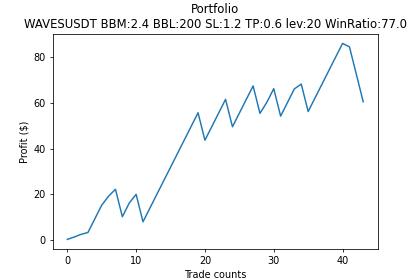 Portfolio
WAVESUSDT BBM:2.4 BBL:200 SL:1.2 TP:0.6 lev:20 WinRatio:77.0
80
60
40
20
0
Profit ($)
0 10 20 30 40
Trade counts